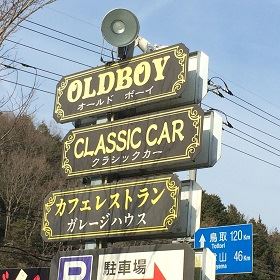 OLDBOY
オールド ボーイ
CLASSIC CAR
クラシックカー
カフェレストラン
ガレージハウス
P 駐車場
鳥取 120 Km
Tottori
山 46 Km
yama